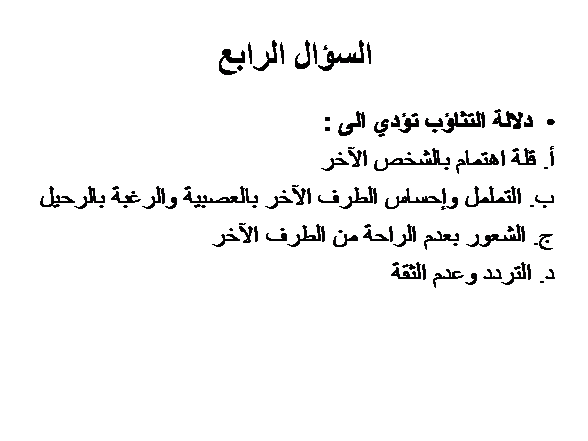 السؤال الرابع
• دلالة التثاؤب تؤدي الى :
أ. قلة اهتمام بالشخص الآخر
ب. التململ وإحساس الطرف الآخر بالعصبية والرغبة بالرحيل
ج. الشعور بعدم الراحة من الطرف الآخر
د. التردد وعدم الثقة